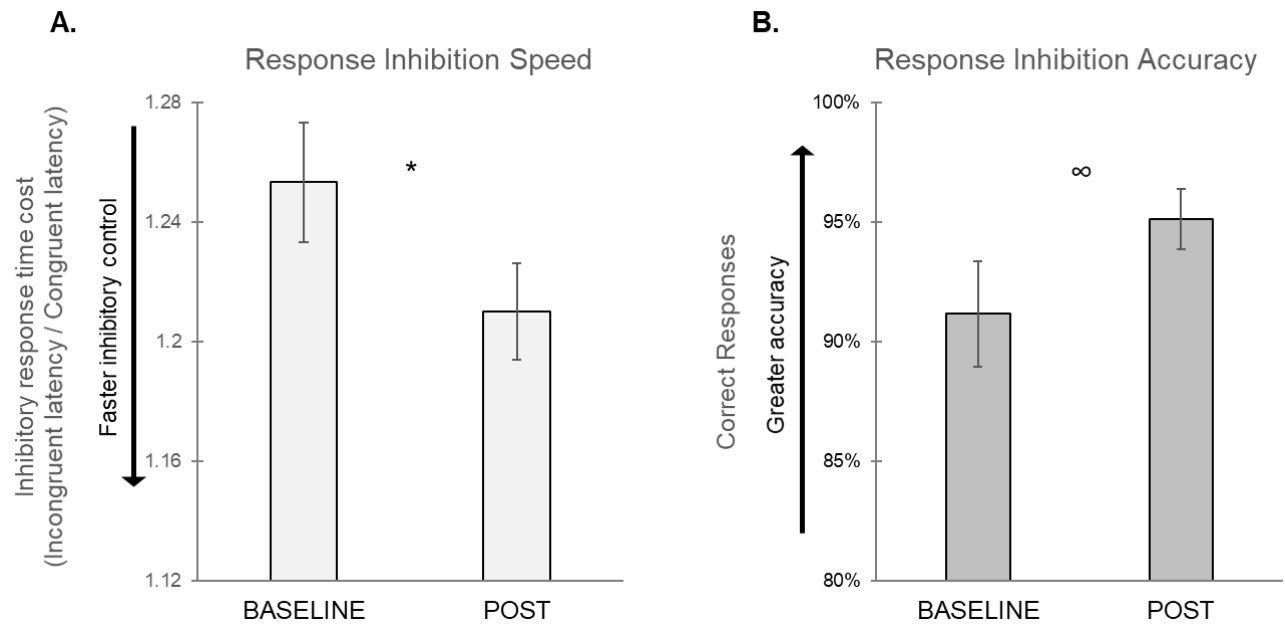 A.
Response Inhibition Speed
Inhibitory response time cost
(Incongruent latency / Congruent latency)
Faster inhibitory control
1.28
1.24
1.2
1.16
1.12
*
BASELINE
POST
B.
Response Inhibition Accuracy
Correct Responses
Greater accuracy
100%
95%
90%
85%
80%
∞
BASELINE
POST